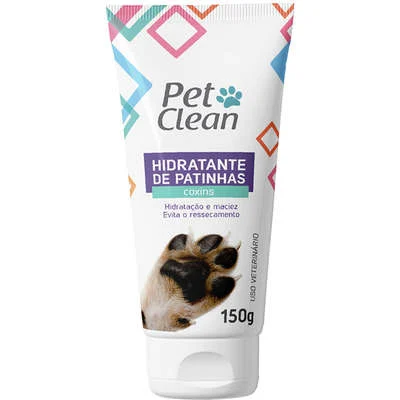 Pet
Clean
HIDRATANTE
DE PATINHAS
coxins
Hidratação e maciez
Evita o ressecamento
USO VETERINÁRIO
150g